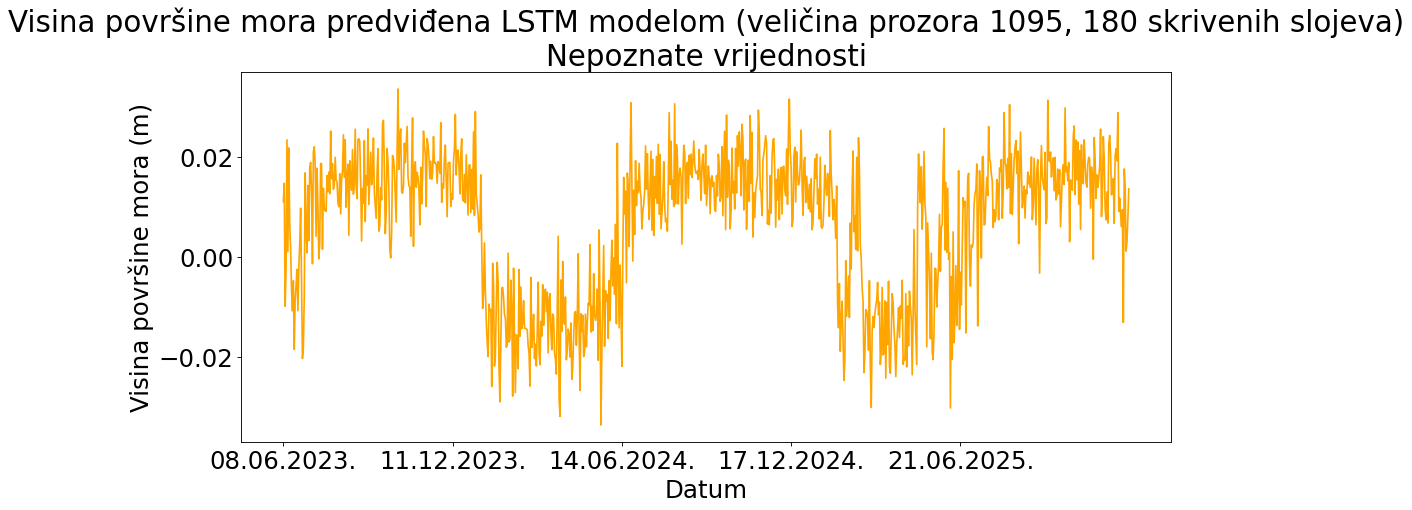 Visina površine mora predviđena LSTM modelom (veličina prozora 1095, 180 skrivenih slojeva)
Nepoznate vrijednosti
Visina površine mora (m)
0.02
0.00
−0.02
08.06.2023. 11.12.2023. 14.06.2024. 17.12.2024. 21.06.2025.
Datum